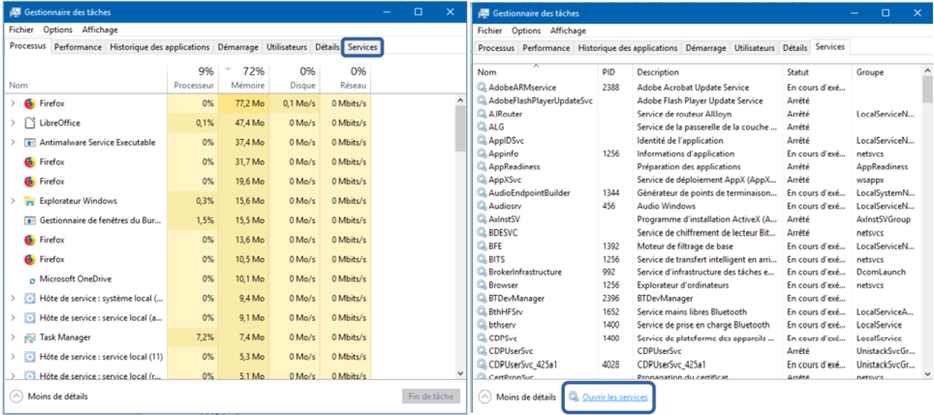 Gestionnaire des tâches
Fichier Options Affichage
Processus Performance Historique des applications Démarrage Utilisateurs Détails Services
9% 72% 0% 0%
Nom Processeur Mémoire Disque Réseau
Firefox 0% 77,2 Mo 0,1 Mo/s 0 Mbits/s
LibreOffice 0,1% 47,4 Mo 0 Mo/s 0 Mbits/s
Antimalware Service Executable 0% 37,4 Mo 0 Mo/s 0 Mbits/s
Firefox 0% 31,7 Mo 0 Mo/s 0 Mbits/s
Firefox 0% 19,6 Mo 0 Mo/s 0 Mbits/s
Explorateur Windows 0,3% 15,6 Mo 0 Mo/s 0 Mbits/s
Gestionnaire de fenêtres du Bur... 1,5% 15,5 Mo 0 Mo/s 0 Mbits/s
Firefox 0% 13,6 Mo 0 Mo/s 0 Mbits/s
Firefox 0% 10,5 Mo 0 Mo/s 0 Mbits/s
Microsoft OneDrive 0% 10,1 Mo 0 Mo/s 0 Mbits/s
Hôte de service : système local (... 0% 9,4 Mo 0 Mo/s 0 Mbits/s
Hôte de service : service local (a... 0% 9,1 Mo 0 Mo/s 0 Mbits/s
Task Manager 7,2% 7,4 Mo 0 Mo/s 0 Mbits/s
Hôte de service : service local (11) 0% 5,3 Mo 0 Mo/s 0 Mbits/s
Hôte de service : service local (r... 0% 5,1 Mo 0 Mo/s 0 Mbits/s
Moins de détails Fin de tâche
Gestionnaire des tâches
Fichier Options Affichage
Processus Performance Historique des applications Démarrage Utilisateurs Détails Services
Nom PID Description Statut Groupe
AdobeARMservice 2388 Adobe Acrobat Update Service En cours d'exé...
AdobeFlashPlayerUpdateSvc Adobe Flash Player Update Service Arrêté
AJRouter Service de routeur AllJoyn Arrêté LocalServiceN...
ALG Service de la passerelle de la couche ... Arrêté
AppIDSvc Identité de l'application Arrêté LocalServiceN...
Appinfo 1256 Informations d'application En cours d'exé... netsvcs
AppReadiness Préparation des applications Arrêté AppReadiness
AppXSvc Service de déploiement AppX (AppX... Arrêté wsappx
AudioEndpointBuilder 1344 Générateur de points de terminaison... En cours d'exé... LocalSystemN...
Audiosrv 456 Audio Windows En cours d'exé... LocalServiceN...
AxInstSV Programme d'installation ActiveX (A... Arrêté AxInstSVGroup
BDESVC Service de chiffrement de lecteur Bit... Arrêté netsvcs
BFE 1392 Moteur de filtrage de base En cours d'exé... LocalServiceN...
BITS 1256 Service de transfert intelligent en arri... En cours d'exé... netsvcs
BrokerInfrastructure 992 Service d'infrastructure des tâches e... En cours d'exé... DcomLaunch
Browser 1256 Explorateur d'ordinateurs En cours d'exé... netsvcs
BTDevManager 2396 BTDevManager En cours d'exé...
BthHFSrv 1652 Service mains libres Bluetooth En cours d'exé... LocalServiceA...
bthserv 1400 Service de prise en charge Bluetooth En cours d'exé... LocalService
CDPSvc 1400 Service de plateforme des appareils ... En cours d'exé... LocalService
CDPUserSvc CDPUserSvc Arrêté UnistackSvcGr...
CDPUserSvc_425a1 4028 CDPUserSvc_425a1 En cours d'exé... UnistackSvcGr...
CertPropSvc Propagation du certificat Arrêté netsvcs
Moins de détails Ouvrir les services